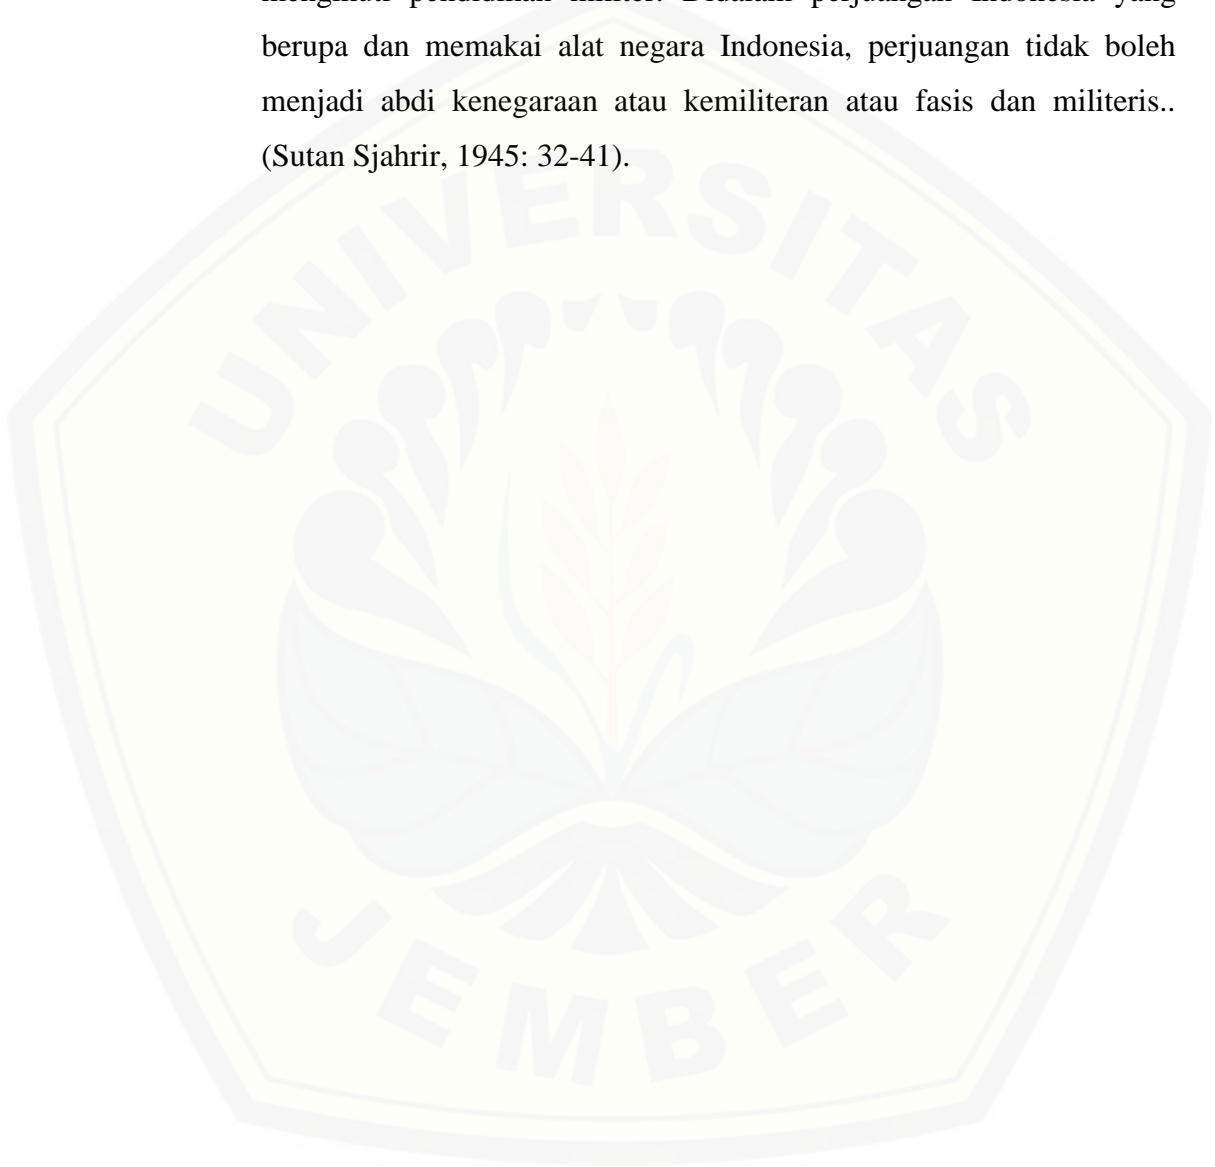 mengikuti pendidikan militer. Didalam perjuangan Indonesia yang
berupa dan memakai alat negara Indonesia, perjuangan tidak boleh
menjadi abdi kenegaraan atau kemiliteran atau fasis dan militeris..
(Sutan Sjahrir, 1945: 32-41).
UNIVERSITAS
JEMBER